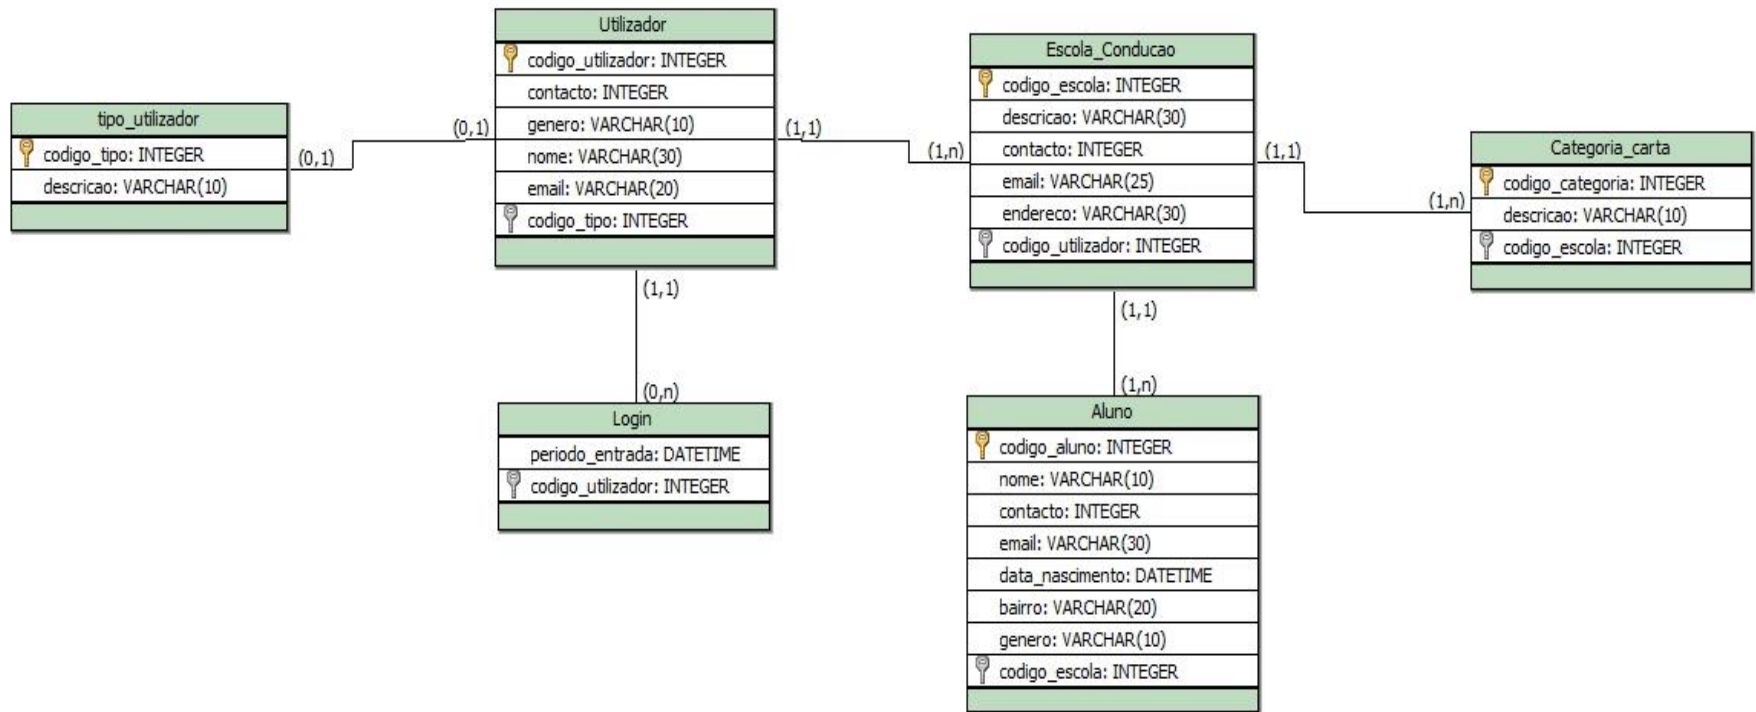 tipo_utilizador
codigo_tipo: INTEGER
descricao: VARCHAR(10)
(0,1)
(0,1)
Utilizador
codigo_utilizador: INTEGER
contacto: INTEGER
genero: VARCHAR(10)
nome: VARCHAR(30)
email: VARCHAR(20)
codigo_tipo: INTEGER
(1,1)
(1,n)
(1,1)
(0,n)
Login
periodo_entrada: DATETIME
codigo_utilizador: INTEGER
Escola_Conducao
codigo_escola: INTEGER
descricao: VARCHAR(30)
contacto: INTEGER
email: VARCHAR(25)
endereco: VARCHAR(30)
codigo_utilizador: INTEGER
(1,1)
(1,n)
(1,1)
(1,n)
Aluno
codigo_aluno: INTEGER
nome: VARCHAR(10)
contacto: INTEGER
email: VARCHAR(30)
data_nascimento: DATETIME
bairro: VARCHAR(20)
genero: VARCHAR(10)
codigo_escola: INTEGER
Categoria_carta
codigo_categoria: INTEGER
descricao: VARCHAR(10)
codigo_escola: INTEGER